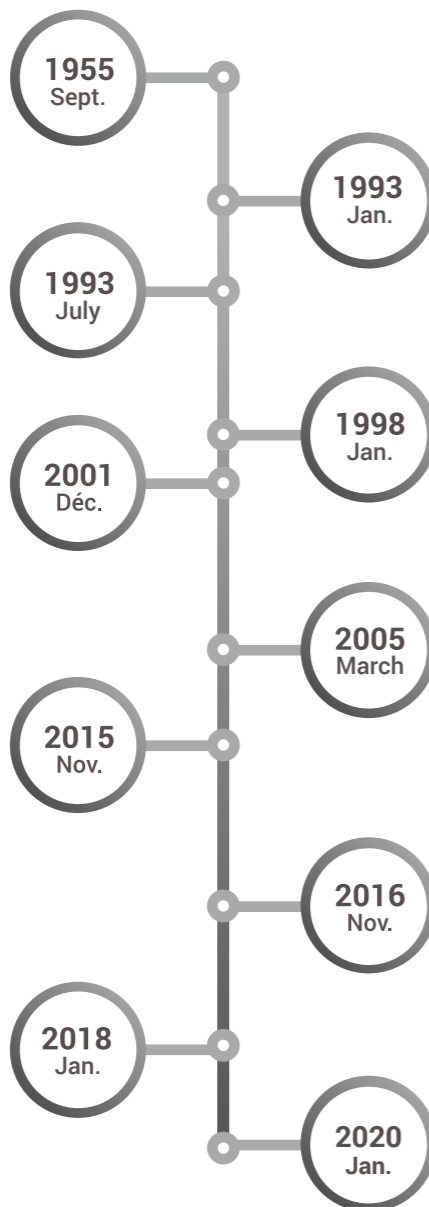 1955
Sept.
1993
Jan.
1993
July
1998
Jan.
2001
Déc.
2005
March
2015
Nov.
2016
Nov.
2018
Jan.
2020
Jan.